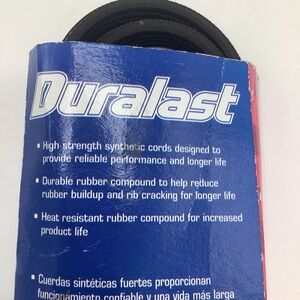 Duralast
• High strength synthetic cords designed to
provide reliable performance and longer life
• Durable rubber compound to help reduce
rubber buildup and rib cracking for longer life
• Heat resistant rubber compound for increased
product life
• Cuerdas sintéticas fuertes proporcionan
funcionamiento confiable y una vida más larga